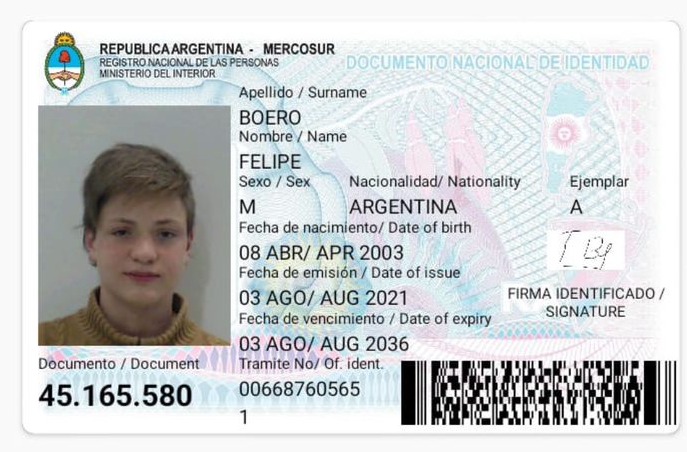 REPUBLICA ARGENTINA - MERCOSUR
REGISTRO NACIONAL DE LAS PERSONAS
MINISTERIO DEL INTERIOR
DOCUMENTO NACIONAL DE IDENTIDAD
Apellido / Surname
BOERO
Nombre / Name
FELIPE
Sexo / Sex Nacionalidad/ Nationality Ejemplar
M ARGENTINA A
Fecha de nacimiento/ Date of birth
08 ABR/ APR 2003
Fecha de emisión / Date of issue
03 AGO/ AUG 2021
FIRMA IDENTIFICADO /
SIGNATURE
Fecha de vencimiento / Date of expiry
03 AGO/ AUG 2036
Documento / Document
45.165.580
Tramite No/ Of. ident.
00668760565
1